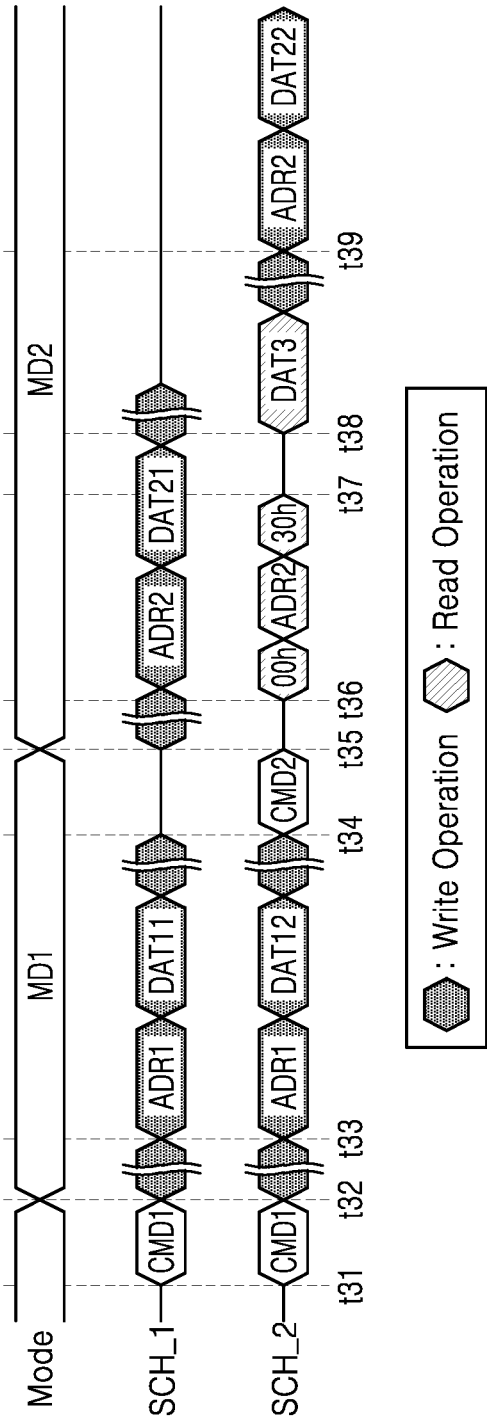 Mode MD1 MD2
SCH_1 CMD1 ADR1 DAT11 ADR2 DAT21
SCH_2 CMD1 ADR1 DAT12 CMD2 00h ADR2 30h DAT3 ADR2 DAT22
t31 t32 t33 t34 t35 t36 t37 t38 t39
: Write Operation : Read Operation